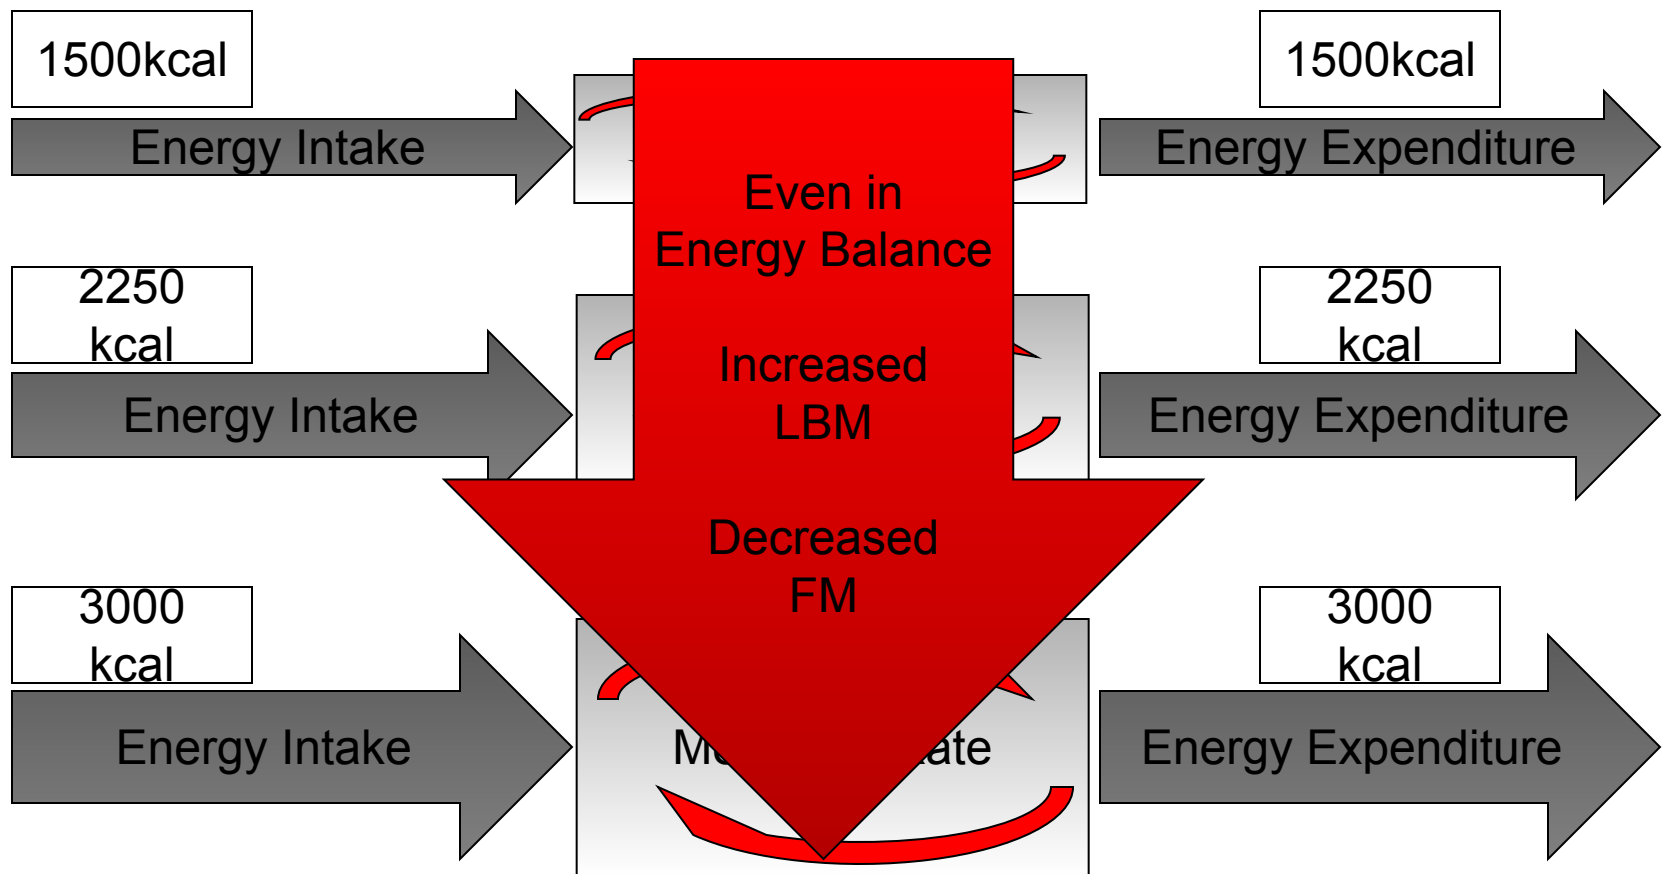 1500kcal
1500kcal
Energy Intake
Energy Expenditure
Even in
Energy Balance
2250
kcal
2250
kcal
Increased
LBM
Energy Intake
Energy Expenditure
Decreased
FM
3000
kcal
3000
kcal
Energy Intake
Energy Expenditure